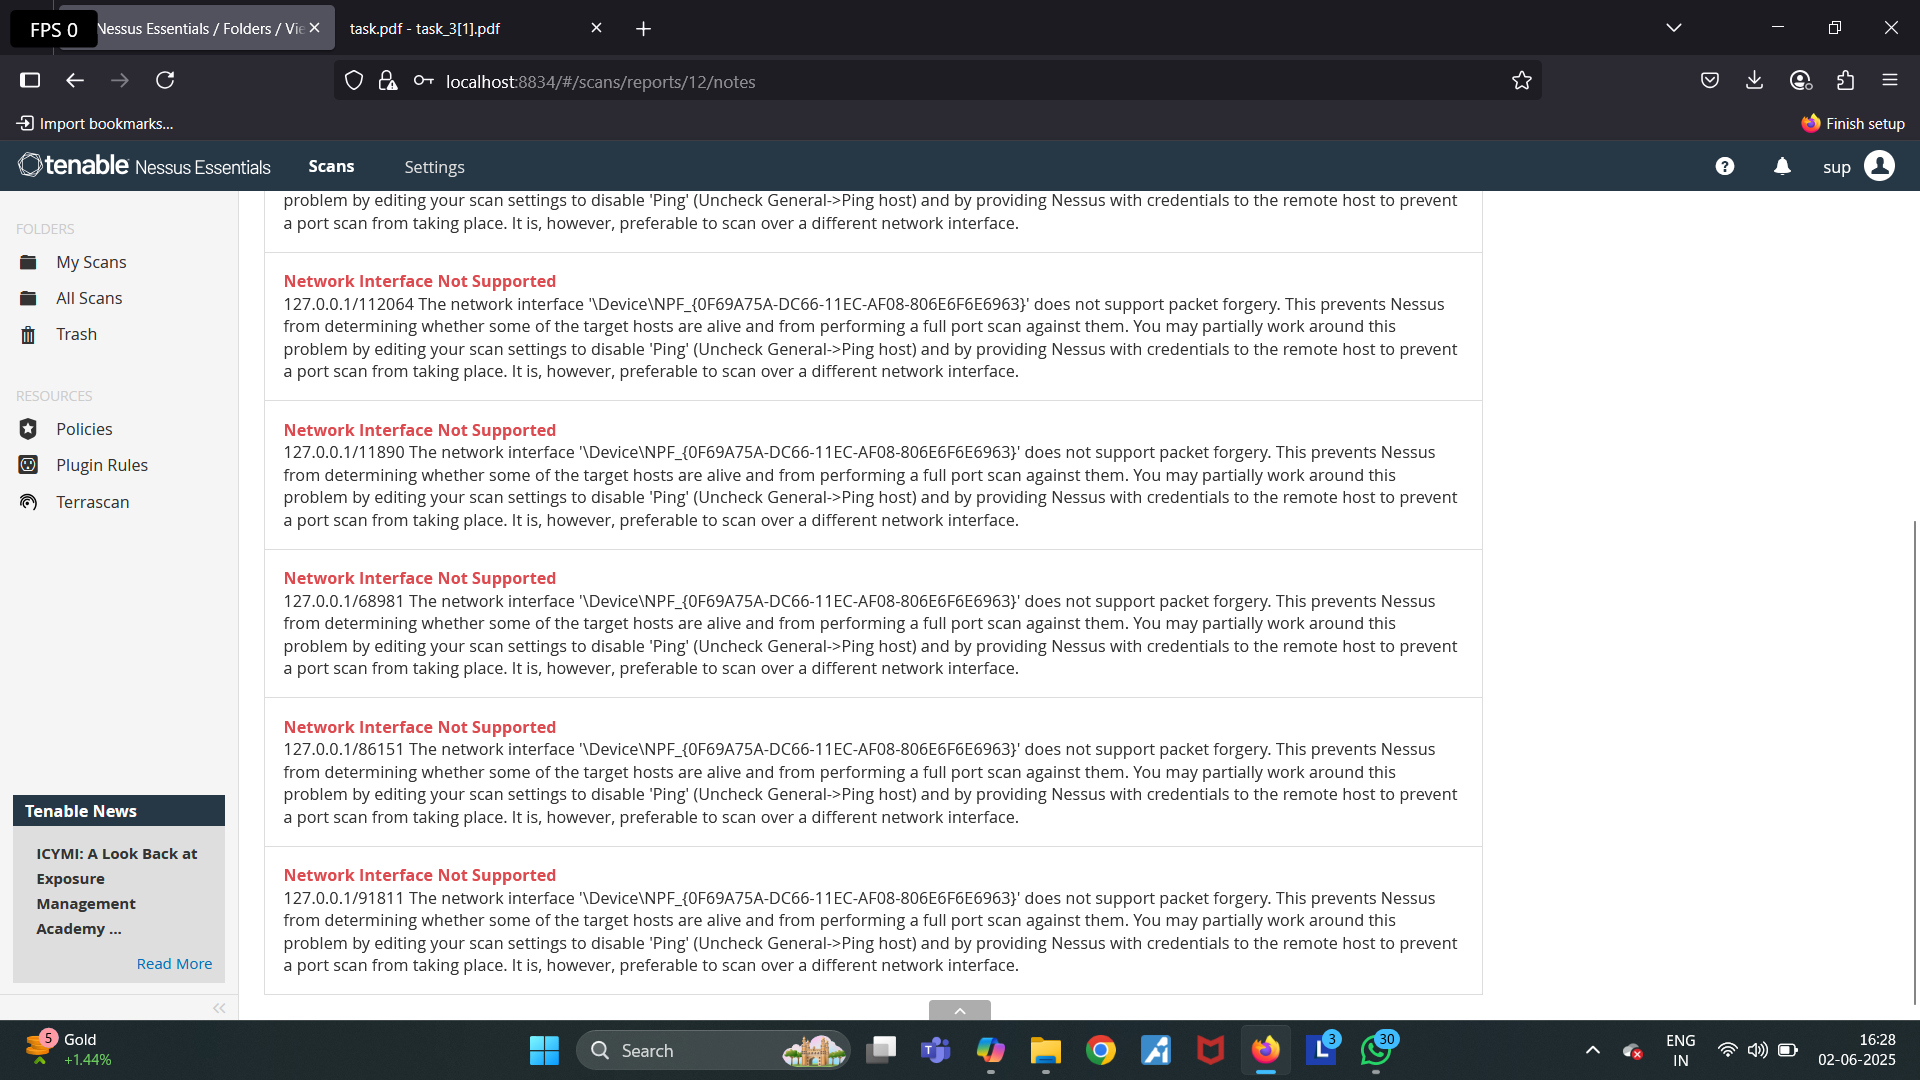 FPS 0
Nessus Essentials / Folders / Vie
task.pdf - task_3[1].pdf
localhost:8834/#/scans/reports/12/notes
Import bookmarks...
Finish setup
tenable Nessus Essentials
Scans
Settings
sup
FOLDERS
My Scans
All Scans
Trash
RESOURCES
Policies
Plugin Rules
Terrascan
Tenable News
ICYMI: A Look Back at
Exposure
Management
Academy ...
Read More
problem by editing your scan settings to disable 'Ping' (Uncheck General->Ping host) and by providing Nessus with credentials to the remote host to prevent
a port scan from taking place. It is, however, preferable to scan over a different network interface.
Network Interface Not Supported
127.0.0.1/112064 The network interface '\Device\NPF_{0F69A75A-DC66-11EC-AF08-806E6F6E6963}' does not support packet forgery. This prevents Nessus
from determining whether some of the target hosts are alive and from performing a full port scan against them. You may partially work around this
problem by editing your scan settings to disable 'Ping' (Uncheck General->Ping host) and by providing Nessus with credentials to the remote host to prevent
a port scan from taking place. It is, however, preferable to scan over a different network interface.
Network Interface Not Supported
127.0.0.1/11890 The network interface '\Device\NPF_{0F69A75A-DC66-11EC-AF08-806E6F6E6963}' does not support packet forgery. This prevents Nessus
from determining whether some of the target hosts are alive and from performing a full port scan against them. You may partially work around this
problem by editing your scan settings to disable 'Ping' (Uncheck General->Ping host) and by providing Nessus with credentials to the remote host to prevent
a port scan from taking place. It is, however, preferable to scan over a different network interface.
Network Interface Not Supported
127.0.0.1/68981 The network interface '\Device\NPF_{0F69A75A-DC66-11EC-AF08-806E6F6E6963}' does not support packet forgery. This prevents Nessus
from determining whether some of the target hosts are alive and from performing a full port scan against them. You may partially work around this
problem by editing your scan settings to disable 'Ping' (Uncheck General->Ping host) and by providing Nessus with credentials to the remote host to prevent
a port scan from taking place. It is, however, preferable to scan over a different network interface.
Network Interface Not Supported
127.0.0.1/86151 The network interface '\Device\NPF_{0F69A75A-DC66-11EC-AF08-806E6F6E6963}' does not support packet forgery. This prevents Nessus
from determining whether some of the target hosts are alive and from performing a full port scan against them. You may partially work around this
problem by editing your scan settings to disable 'Ping' (Uncheck General->Ping host) and by providing Nessus with credentials to the remote host to prevent
a port scan from taking place. It is, however, preferable to scan over a different network interface.
Network Interface Not Supported
127.0.0.1/91811 The network interface '\Device\NPF_{0F69A75A-DC66-11EC-AF08-806E6F6E6963}' does not support packet forgery. This prevents Nessus
from determining whether some of the target hosts are alive and from performing a full port scan against them. You may partially work around this
problem by editing your scan settings to disable 'Ping' (Uncheck General->Ping host) and by providing Nessus with credentials to the remote host to prevent
a port scan from taking place. It is, however, preferable to scan over a different network interface.
5
Gold
+1.44%
Search
L 3
30
ENG
IN
16:28
02-06-2025